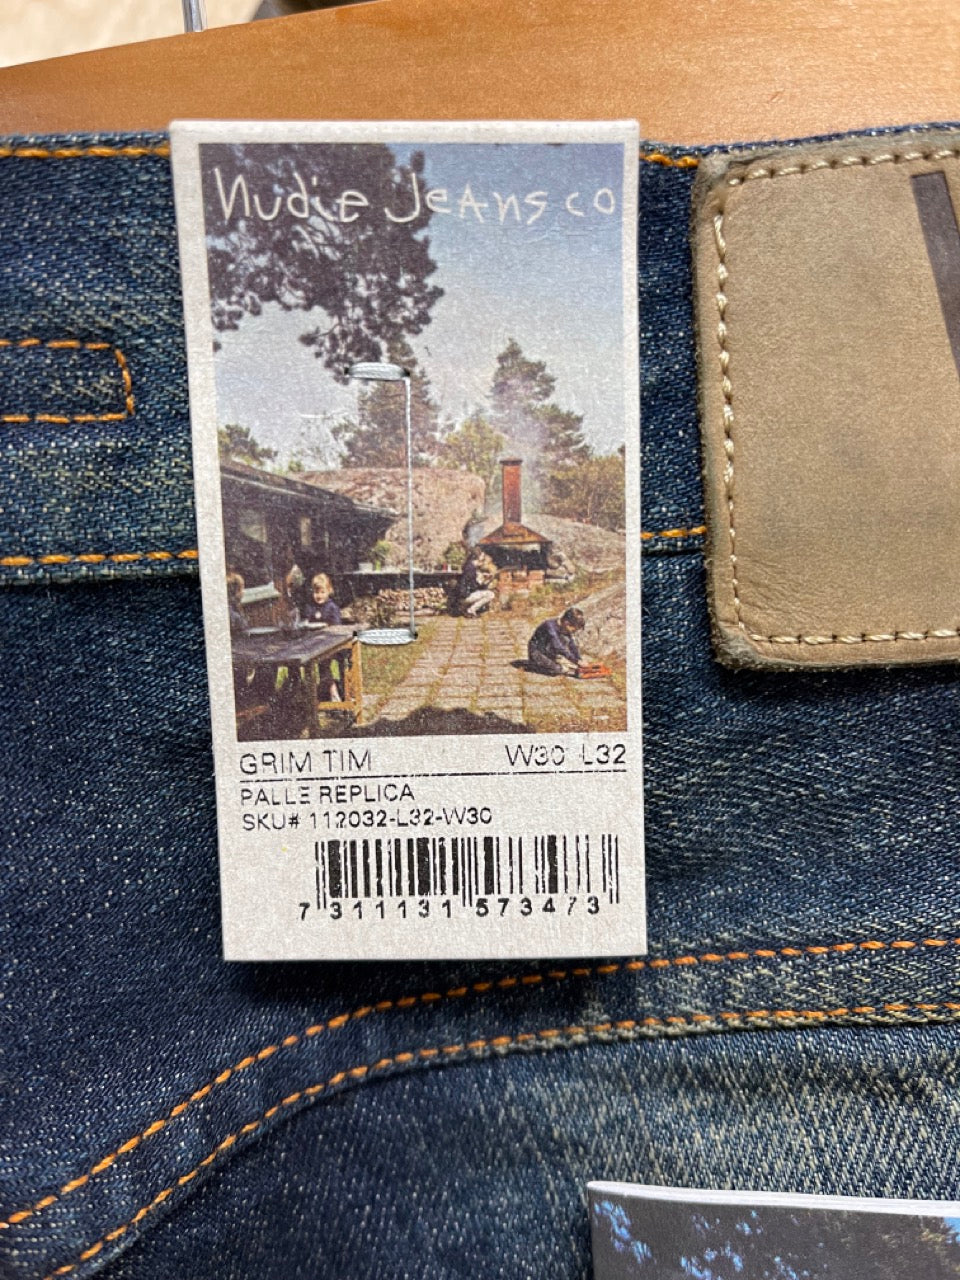 Nudie Jeans co
GRIM TIM W30 L32
PALLE REPLICA
SKU# 112032-L32-W30
7 311131 573473